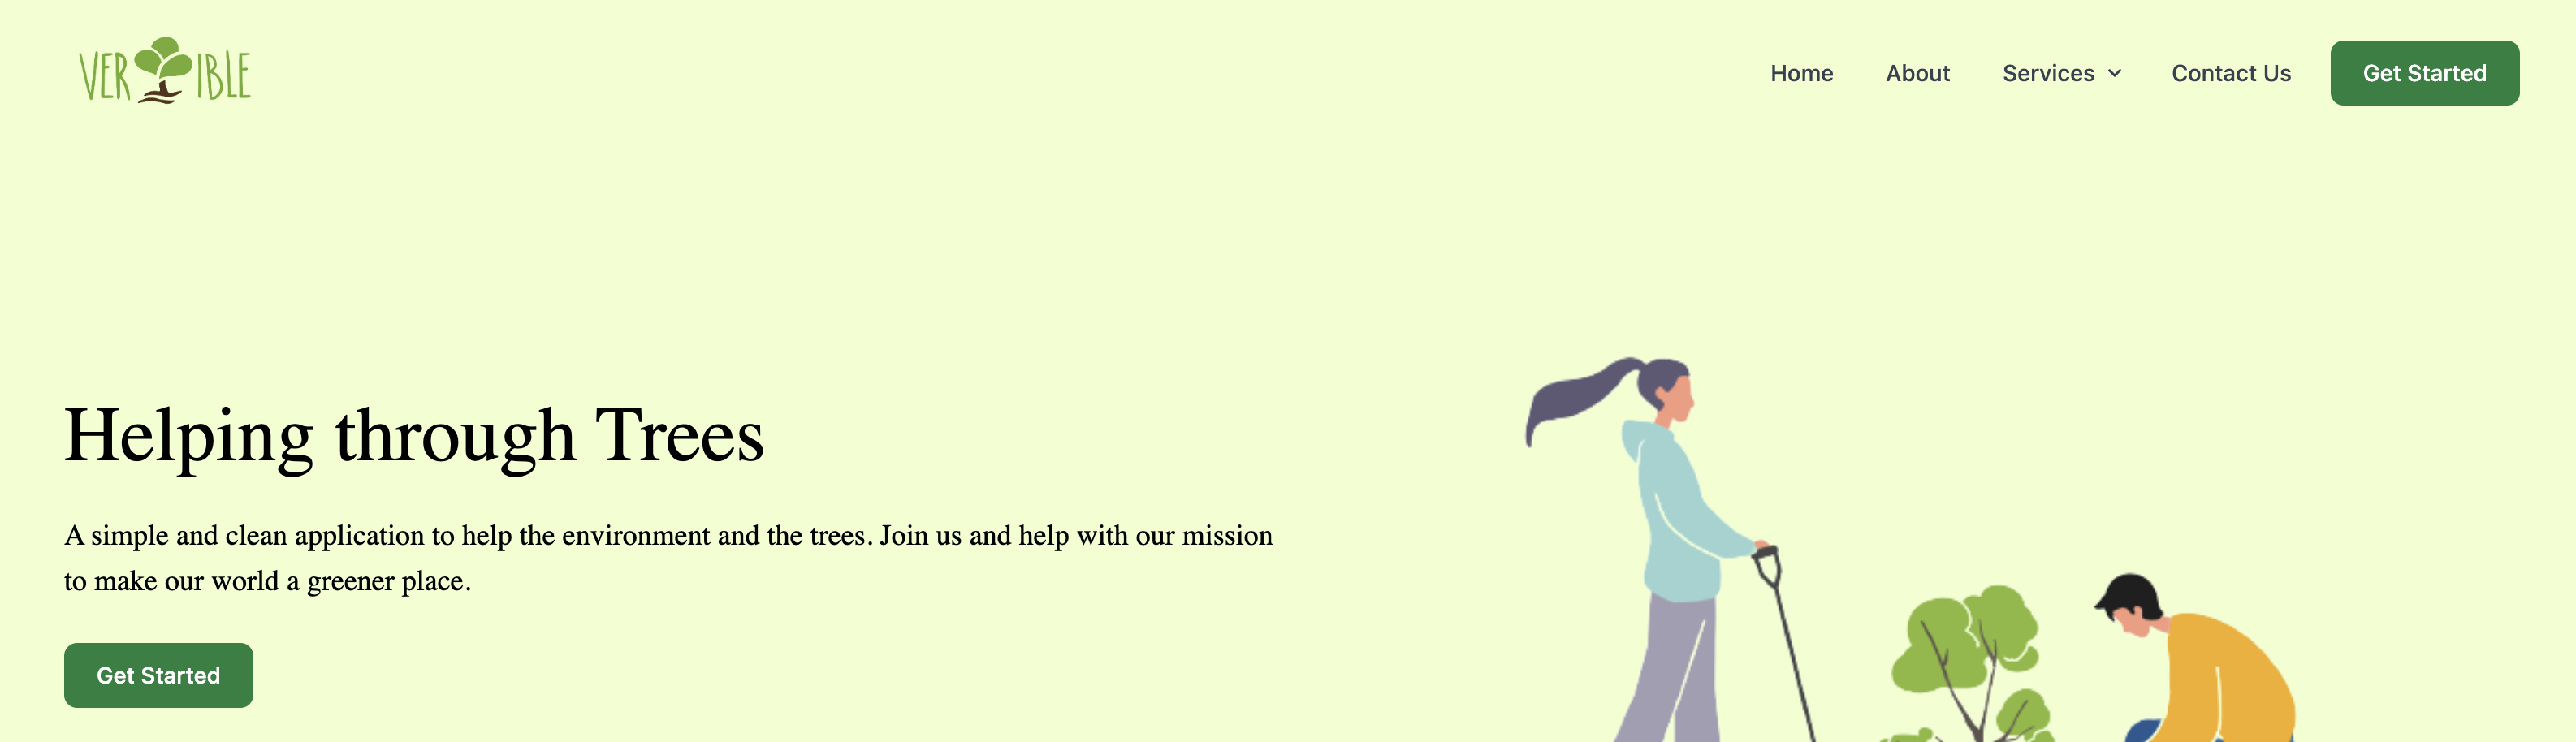 VER IBLE
Home
About
Services
Contact Us
Get Started
Helping through Trees
A simple and clean application to help the environment and the trees. Join us and help with our mission
to make our world a greener place.
Get Started